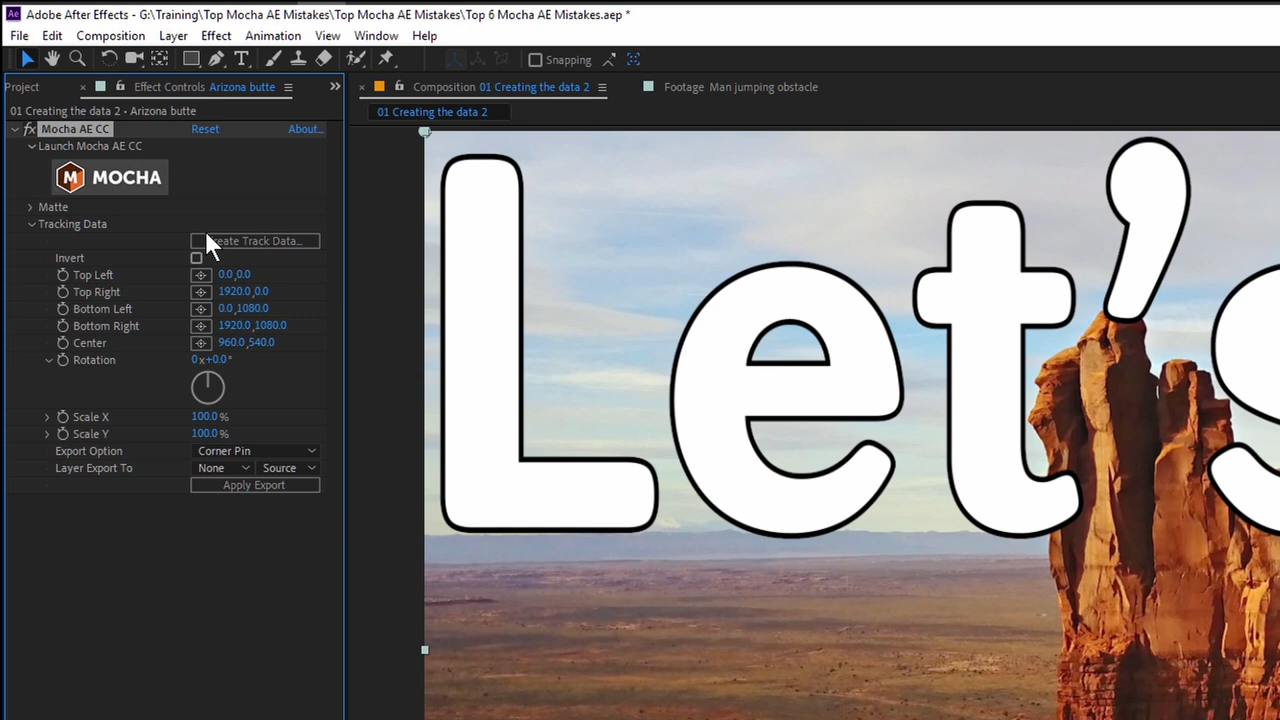 Adobe After Effects - G:\Training\Top Mocha AE Mistakes\Top Mocha AE Mistakes\Top 6 Mocha AE Mistakes.aep *
File Edit Composition Layer Effect Animation View Window Help
Snapping
Project × Effect Controls Arizona butte
Composition 01 Creating the data 2
Footage Man jumping obstacle
01 Creating the data 2 • Arizona butte
01 Creating the data 2
fx Mocha AE CC Reset About...
Launch Mocha AE CC
M MOCHA
Matte
Tracking Data
Track Data...
Invert
Top Left 0.0,0.0
Top Right 1920.0,0.0
Bottom Left 0.0,1080.0
Bottom Right 1920.0,1080.0
Center 960.0,540.0
Rotation 0x+0.0°
Scale X 100.0 %
Scale Y 100.0 %
Export Option Corner Pin
Layer Export To None Source
Apply Export
Let's